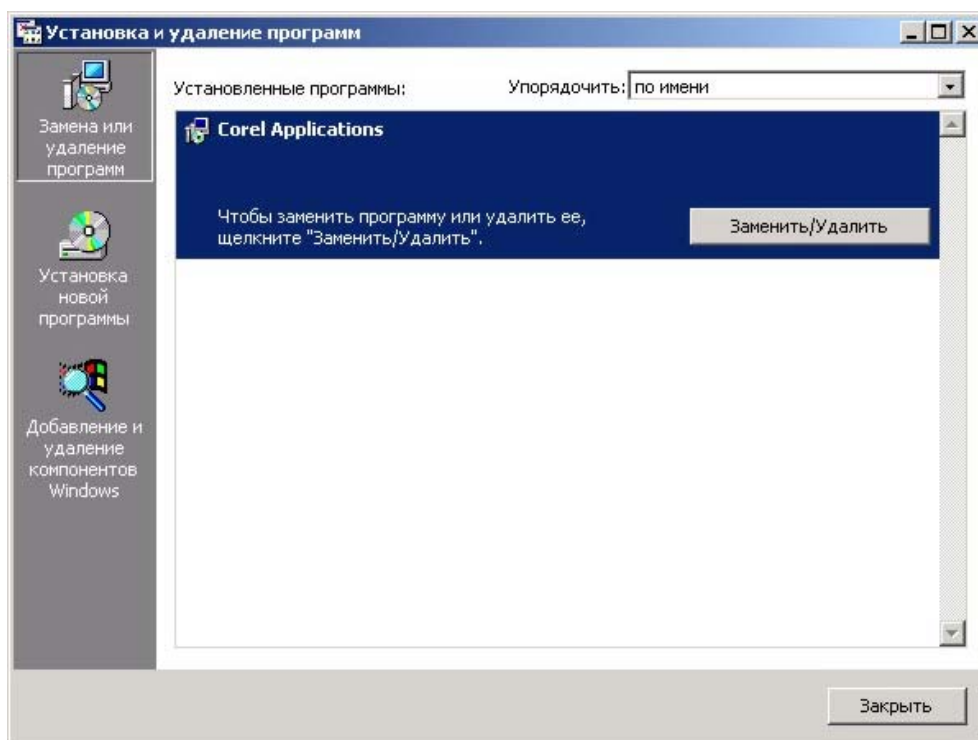 Установка и удаление программ
Замена или
удаление
программ
Установка
новой
программы
Добавление и
удаление
компонентов
Windows
Установленные программы:
Упорядочить: по имени
Corel Applications
Чтобы заменить программу или удалить ее,
щелкните "Заменить/Удалить".
Заменить/Удалить
Закрыть